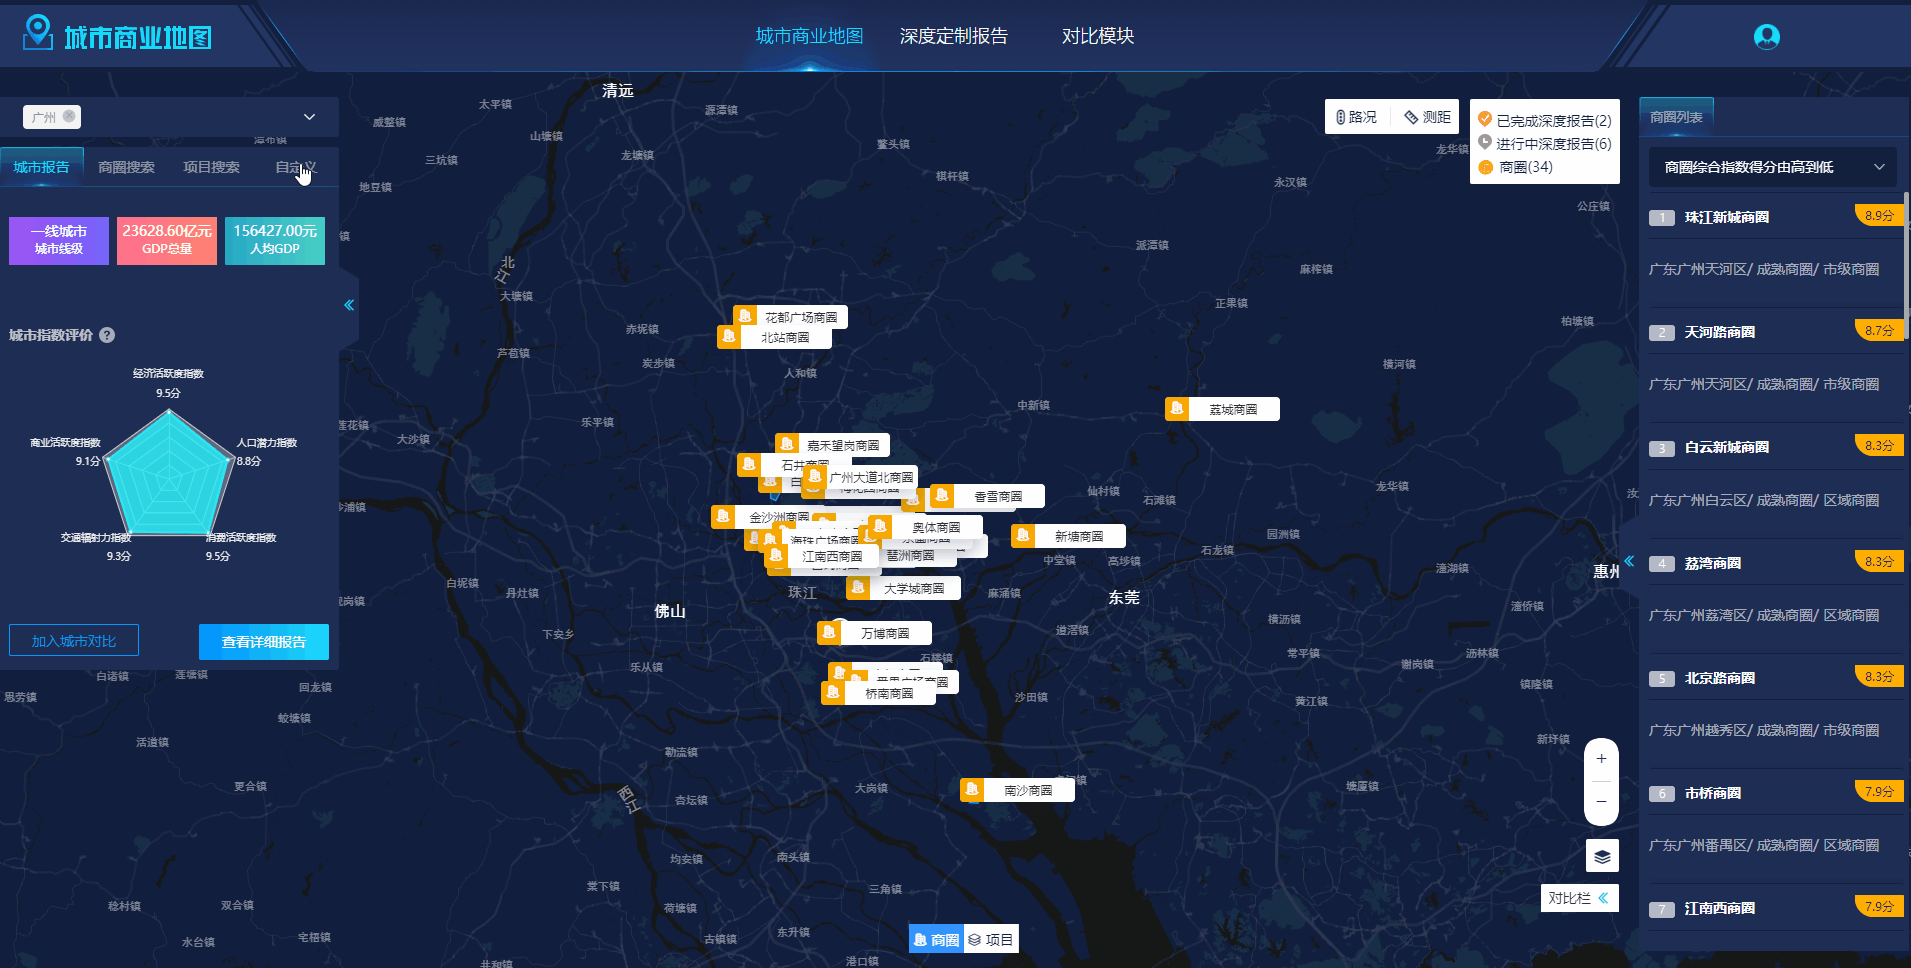 城市商业地图
城市商业地图
深度定制报告
对比模块
广州
城市报告
商圈搜索
项目搜索
自定义
一线城市
城市线级
23628.60亿元
GDP总量
156427.00元
人均GDP
城市指数评价
?
经济活跃度指数
9.5分
商业活跃度指数
9.1分
人口潜力指数
8.8分
交通辐射力指数
9.3分
消费活跃度指数
9.5分
加入城市对比
查看详细报告
路况
测距
已完成深度报告(2)
进行中深度报告(6)
商圈(34)
清远
太平镇
源潭镇
威整镇
山塘镇
龙塘镇
三坑镇
地豆镇
鳌头镇
棋杆镇
永汉镇
龙华镇
公庄镇
派潭镇
麻榨镇
正果镇
柏塘镇
横河镇
北江
大塘镇
赤坭镇
芦苞镇
炭步镇
人和镇
中新镇
乐平镇
大沙镇
莲花镇
花都广场商圈
北站商圈
荔城商圈
嘉禾望岗商圈
石井商圈
广州大道北商圈
香雪商圈
金沙洲商圈
奥体商圈
海珠广场商圈
江南西商圈
琶洲商圈
新塘商圈
大学城商圈
万博商圈
番禺广场商圈
桥南商圈
南沙商圈
仙村镇
石滩镇
龙华镇
园洲镇
石龙镇
中堂镇
高埗镇
潼湖镇
惠州
麻涌镇
东莞
横沥镇
潼侨镇
道滘镇
常平镇
谢岗镇
沥林镇
镇隆镇
黄江镇
新圩镇
塘厦镇
白坭镇
丹灶镇
珠江
佛山
下安乡
乐从镇
石楼镇
沙田镇
白诸镇
莲塘镇
回龙镇
思劳镇
蛟塘镇
活道镇
更合镇
勒流镇
西江
杏坛镇
大岗镇
均安镇
南头镇
棠下镇
三角镇
荷塘镇
稔村镇
双合镇
水台镇
宅梧镇
古镇镇
东升镇
港口镇
共和镇
商圈
项目
对比栏
商圈列表
商圈综合指数得分由高到低
1 珠江新城商圈 8.9分
广东广州天河区/ 成熟商圈/ 市级商圈
2 天河路商圈 8.7分
广东广州天河区/ 成熟商圈/ 市级商圈
3 白云新城商圈 8.3分
广东广州白云区/ 成熟商圈/ 区域商圈
4 荔湾商圈 8.3分
广东广州荔湾区/ 成熟商圈/ 区域商圈
5 北京路商圈 8.3分
广东广州越秀区/ 成熟商圈/ 市级商圈
6 市桥商圈 7.9分
广东广州番禺区/ 成熟商圈/ 区域商圈
7 江南西商圈 7.9分